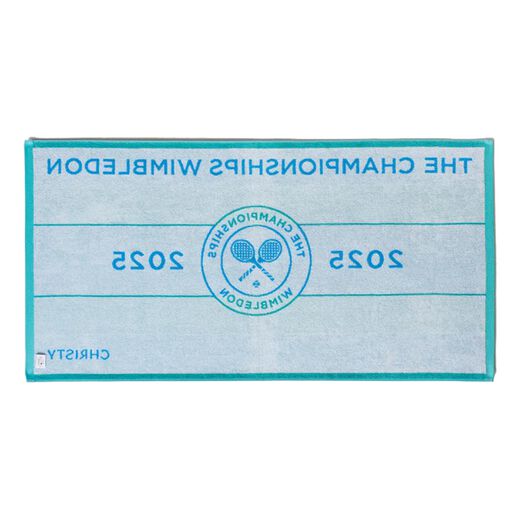 THE CHAMPIONSHIPS WIMBLEDON
THE CHAMPIONSHIPS
2025
2025
WIMBLEDON
CHRISTY